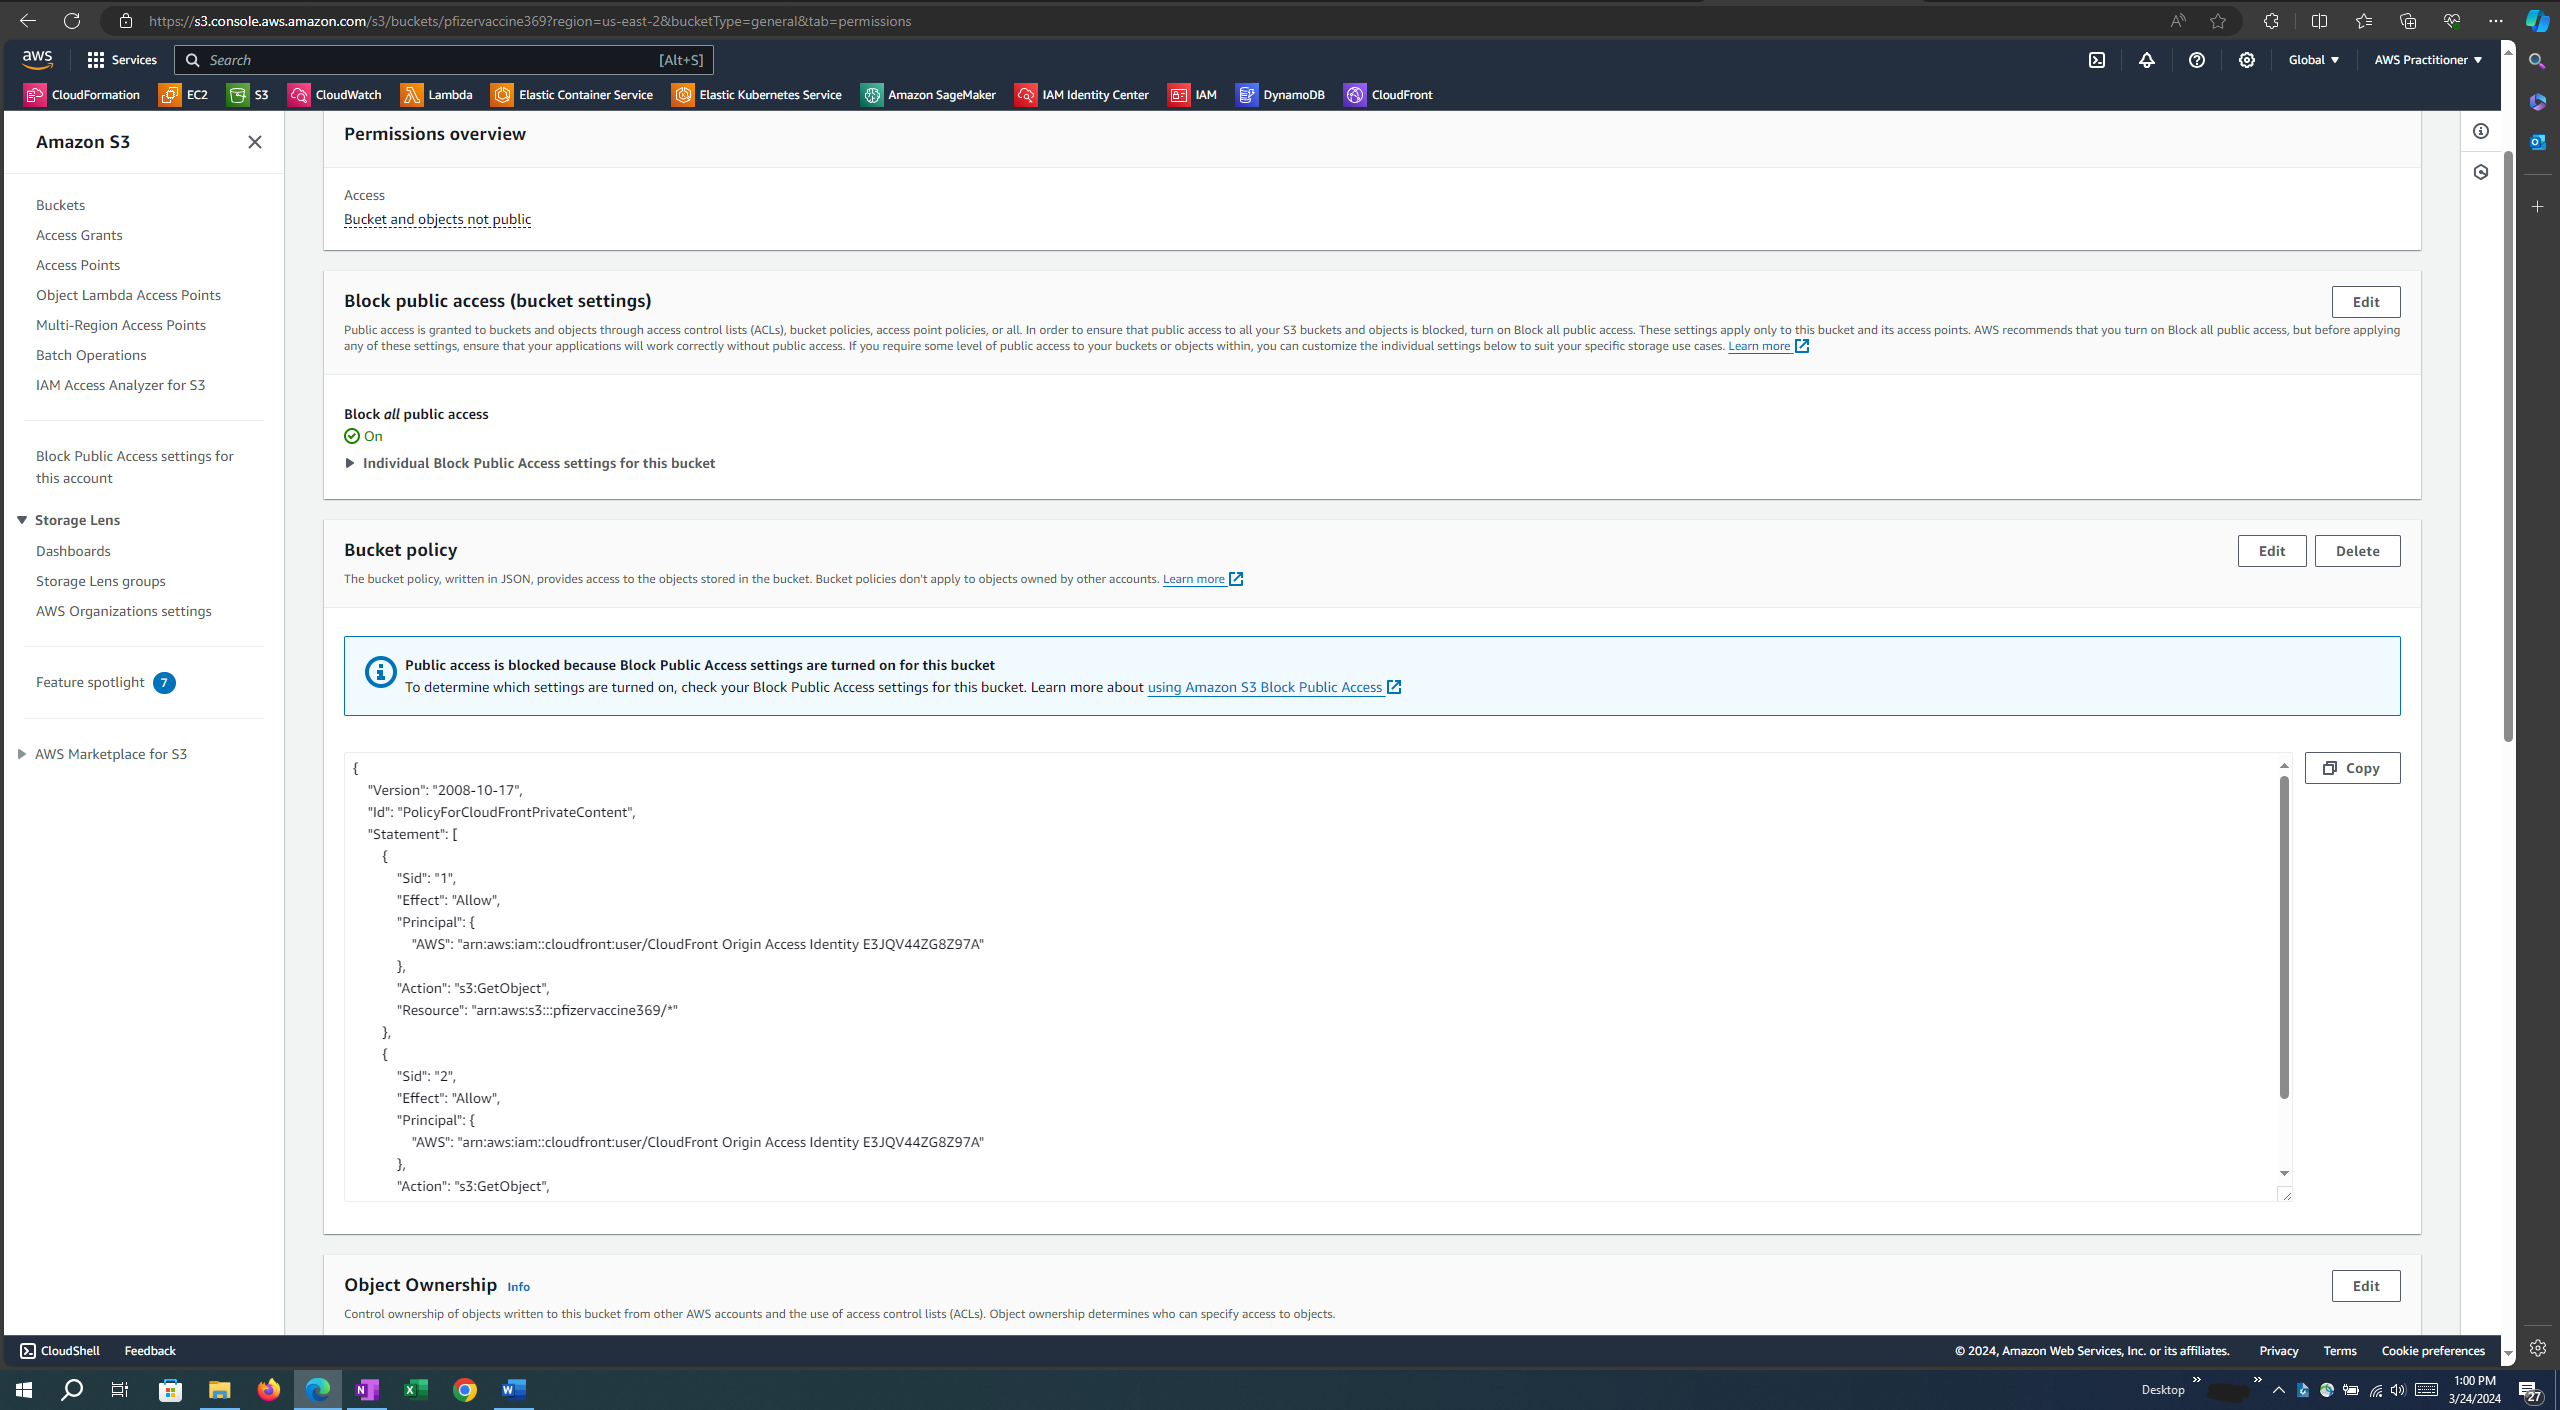 https://s3.console.aws.amazon.com/s3/buckets/pfizervaccine369?region=us-east-2&bucketType=general&tab=permissions
aws Services Search [Alt+S] Global AWS Practitioner
CloudFormation EC2 S3 CloudWatch Lambda Elastic Container Service Elastic Kubernetes Service Amazon SageMaker IAM Identity Center IAM DynamoDB CloudFront
Amazon S3
Buckets
Access Grants
Access Points
Object Lambda Access Points
Multi-Region Access Points
Batch Operations
IAM Access Analyzer for S3
Block Public Access settings for
this account
Storage Lens
Dashboards
Storage Lens groups
AWS Organizations settings
Feature spotlight 7
AWS Marketplace for S3
Permissions overview
Access
Bucket and objects not public
Block public access (bucket settings)
Edit
Public access is granted to buckets and objects through access control lists (ACLs), bucket policies, access point policies, or all. In order to ensure that public access to all your S3 buckets and objects is blocked, turn on Block all public access. These settings apply only to this bucket and its access points. AWS recommends that you turn on Block all public access, but before applying
any of these settings, ensure that your applications will work correctly without public access. If you require some level of public access to your buckets or objects within, you can customize the individual settings below to suit your specific storage use cases. Learn more
Block all public access
On
Individual Block Public Access settings for this bucket
Bucket policy
Edit Delete
The bucket policy, written in JSON, provides access to the objects stored in the bucket. Bucket policies don't apply to objects owned by other accounts. Learn more
Public access is blocked because Block Public Access settings are turned on for this bucket
To determine which settings are turned on, check your Block Public Access settings for this bucket. Learn more about using Amazon S3 Block Public Access
Copy
{
"Version": "2008-10-17",
"Id": "PolicyForCloudFrontPrivateContent",
"Statement": [
{
"Sid": "1",
"Effect": "Allow",
"Principal": {
"AWS": "arn:aws:iam::cloudfront:user/CloudFront Origin Access Identity E3JQV44ZG8Z97A"
},
"Action": "s3:GetObject",
"Resource": "arn:aws:s3:::pfizervaccine369/*"
},
{
"Sid": "2",
"Effect": "Allow",
"Principal": {
"AWS": "arn:aws:iam::cloudfront:user/CloudFront Origin Access Identity E3JQV44ZG8Z97A"
},
"Action": "s3:GetObject",
Object Ownership Info
Edit
Control ownership of objects written to this bucket from other AWS accounts and the use of access control lists (ACLs). Object ownership determines who can specify access to objects.
CloudShell Feedback © 2024, Amazon Web Services, Inc. or its affiliates. Privacy Terms Cookie preferences
Desktop
1:00 PM
3/24/2024
27